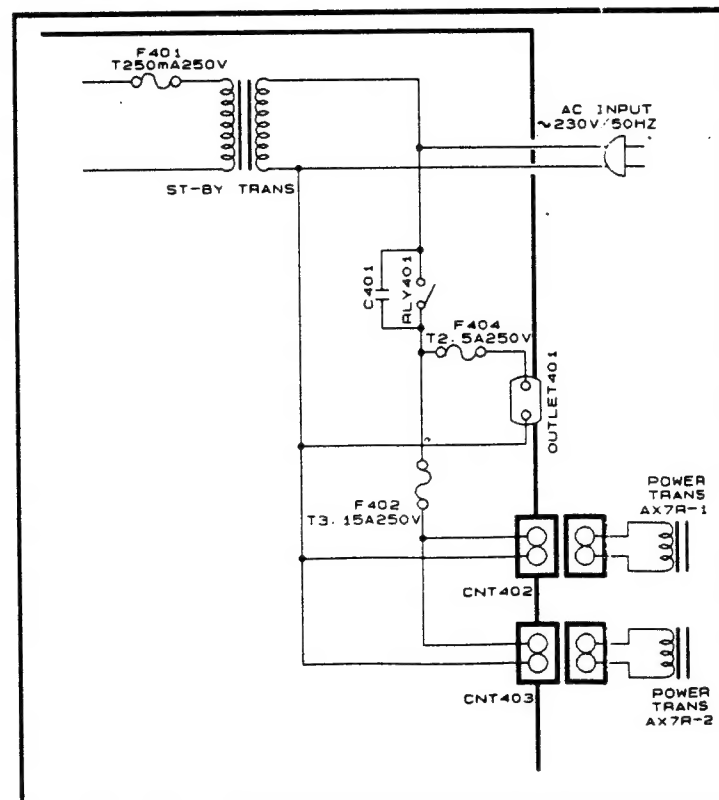 F401
T250mA250V
AC INPUT
~230V/50HZ
ST-BY TRANS
C401
RLY401
F404
T2.5A250V
OUTLET401
F402
T3.15A250V
POWER
TRANS
AX7R-1
CNT402
CNT403
POWER
TRANS
AX7R-2